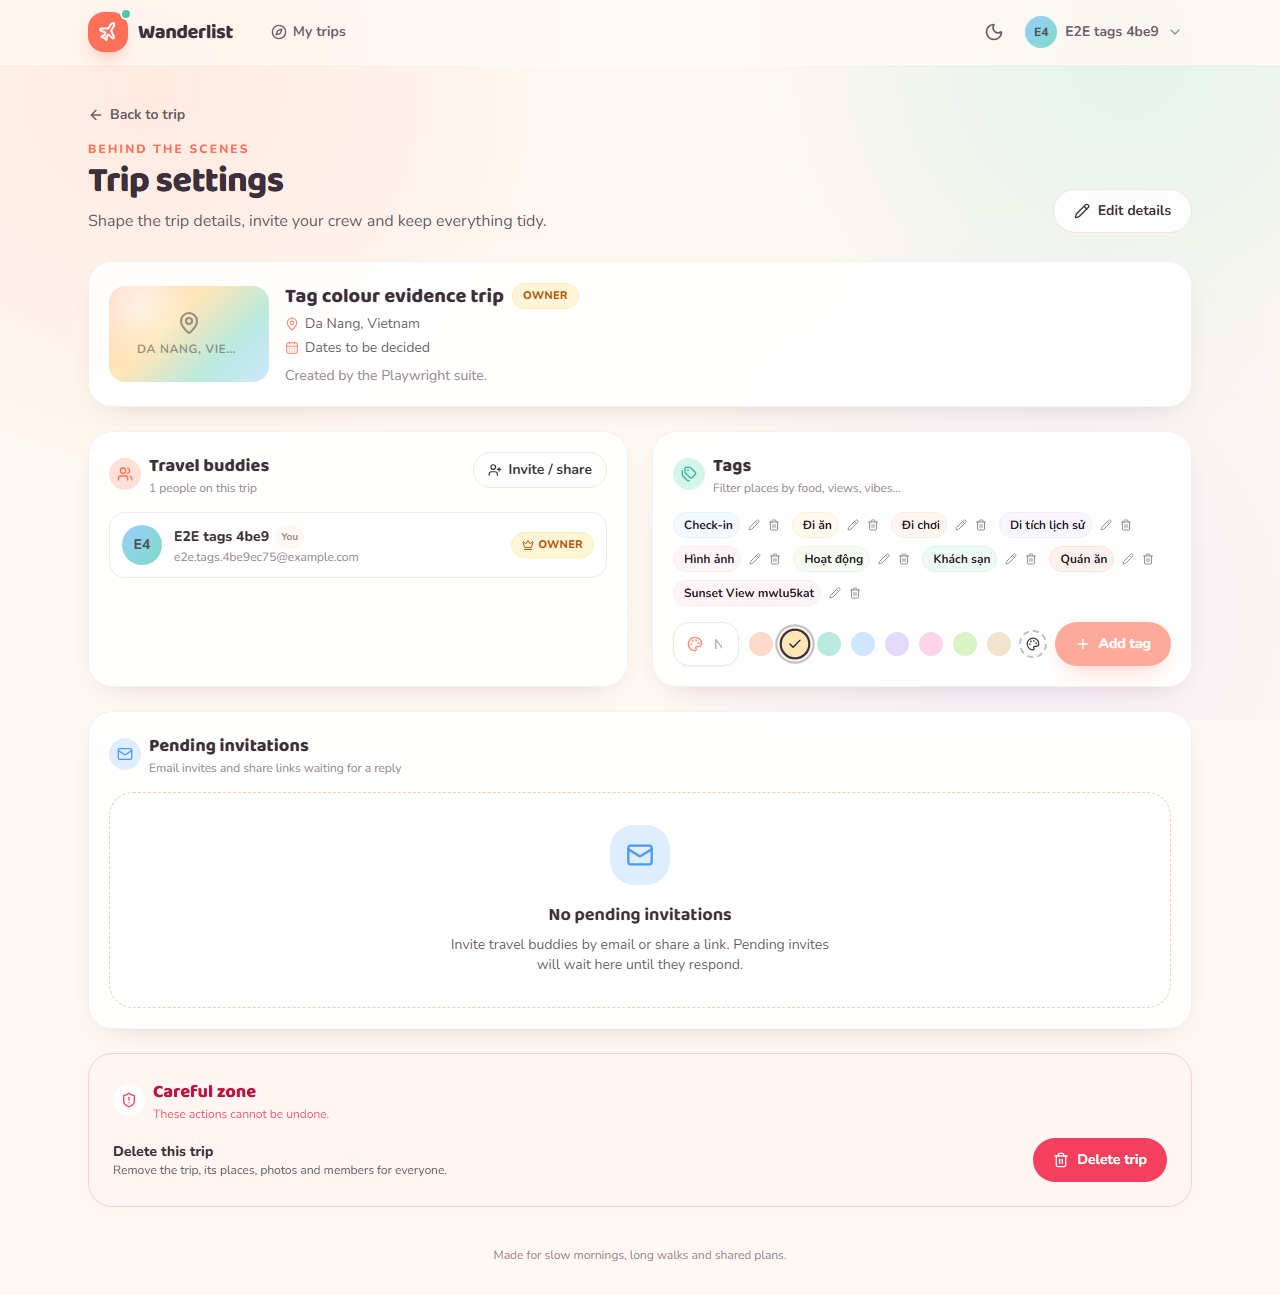 Wanderlist
My trips
E4
E2E tags 4be9
Back to trip
BEHIND THE SCENES
Trip settings
Shape the trip details, invite your crew and keep everything tidy.
Edit details
DA NANG, VIE...
Tag colour evidence trip
OWNER
Da Nang, Vietnam
Dates to be decided
Created by the Playwright suite.
Travel buddies
1 people on this trip
Invite / share
E4
E2E tags 4be9
You
e2e.tags.4be9ec75@example.com
OWNER
Tags
Filter places by food, views, vibes...
Check-in
Đi ăn
Đi chơi
Di tích lịch sử
Hình ảnh
Hoạt động
Khách sạn
Quán ăn
Sunset View mwlu5kat
Add tag
Pending invitations
Email invites and share links waiting for a reply
No pending invitations
Invite travel buddies by email or share a link. Pending invites
will wait here until they respond.
Careful zone
These actions cannot be undone.
Delete this trip
Remove the trip, its places, photos and members for everyone.
Delete trip
Made for slow mornings, long walks and shared plans.